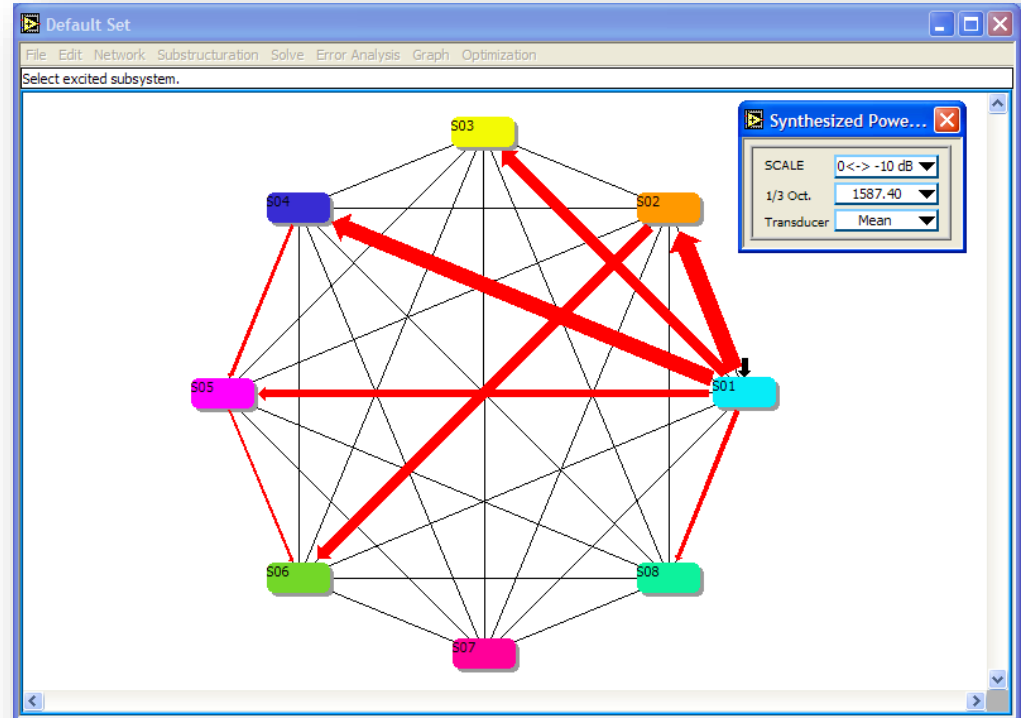 Default Set
File Edit Network Substructuration Solve Error Analysis Graph Optimization
Select excited subsystem.
Synthesized Powe...
SCALE 0<-> -10 dB
1/3 Oct. 1587.40
Transducer Mean
S03
S04
S02
S05
S01
S06
S08
S07